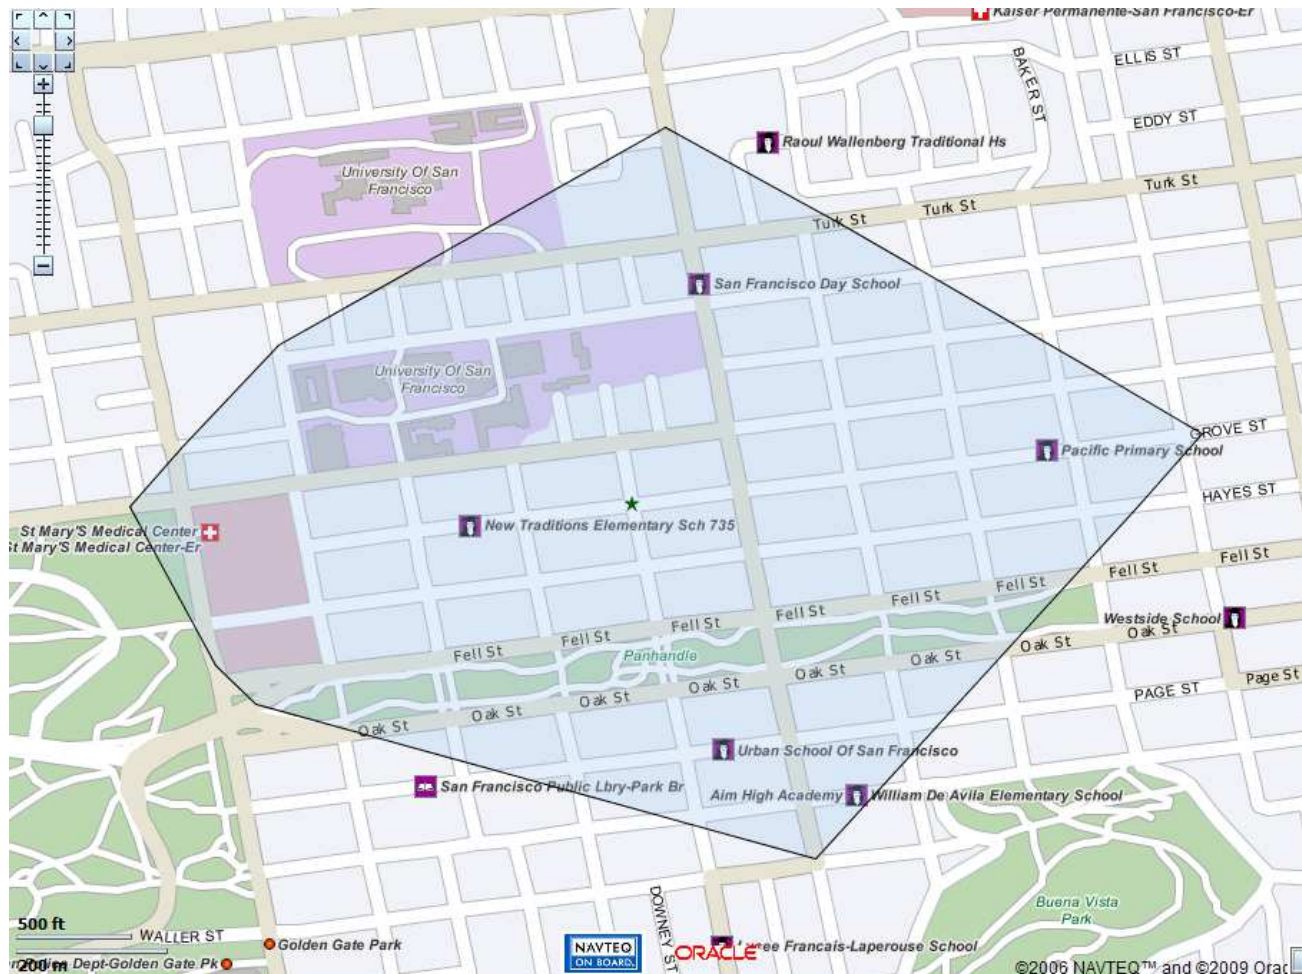 Kaiser Permanente-San Francisco-Er
ELLIS ST
BAKER ST
EDDY ST
Raoul Wallenberg Traditional Hs
University Of San
Francisco
Turk St
Turk St
Turk St
San Francisco Day School
University Of San
Francisco
GROVE ST
Pacific Primary School
HAYES ST
St Mary'S Medical Center
St Mary'S Medical Center-Er
New Traditions Elementary Sch 735
Fell St
Fell St
Fell St
Fell St
Fell St
Fell St
Fell St
Fell St
Westside School
Oak St
Oak St
Panhandle
Oak St
Oak St
Oak St
Oak St
Oak St
Oak St
Page St
PAGE ST
Urban School Of San Francisco
San Francisco Public Lbry-Park Br
Aim High Academy
William De Avila Elementary School
DOWNEY ST
Buena Vista
Park
500 ft
WALLER ST
Golden Gate Park
200 m
Police Dept-Golden Gate Pk
NAVTEQ
ON BOARD.
ORACLE
Francais-Laperouse School
©2006 NAVTEQ™ and ©2009 Orac